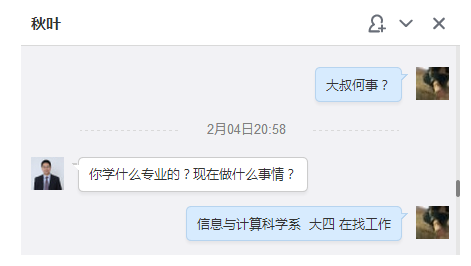 秋叶
大叔何事？
2月04日20:58
你学什么专业的？现在做什么事情？
信息与计算科学系  大四 在找工作